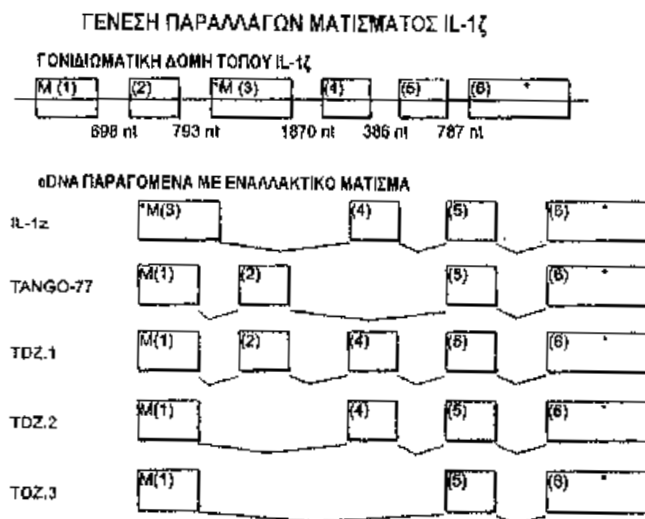 ΓΕΝΕΣΗ ΠΑΡΑΛΛΑΓΩΝ ΜΑΤΙΣΜΑΤΟΣ IL-1ζ
ΓΟΝΙΔΙΩΜΑΤΙΚΗ ΔΟΜΗ ΤΟΠΟΥ IL-1ζ
M (1) (2) *M (3) (4) (5) (6) *
698 nt 793 nt 1870 nt 386 nt 787 nt
cDNA ΠΑΡΑΓΟΜΕΝΑ ΜΕ ΕΝΑΛΛΑΚΤΙΚΟ ΜΑΤΙΣΜΑ
IL-1z *M(3) (4) (5) (6) *
TANGO-77 M(1) (2) (5) (6) *
TDZ.1 M(1) (2) (4) (5) (6) *
TDZ.2 M(1) (4) (5) (6) *
TDZ.3 M(1) (5) (6) *